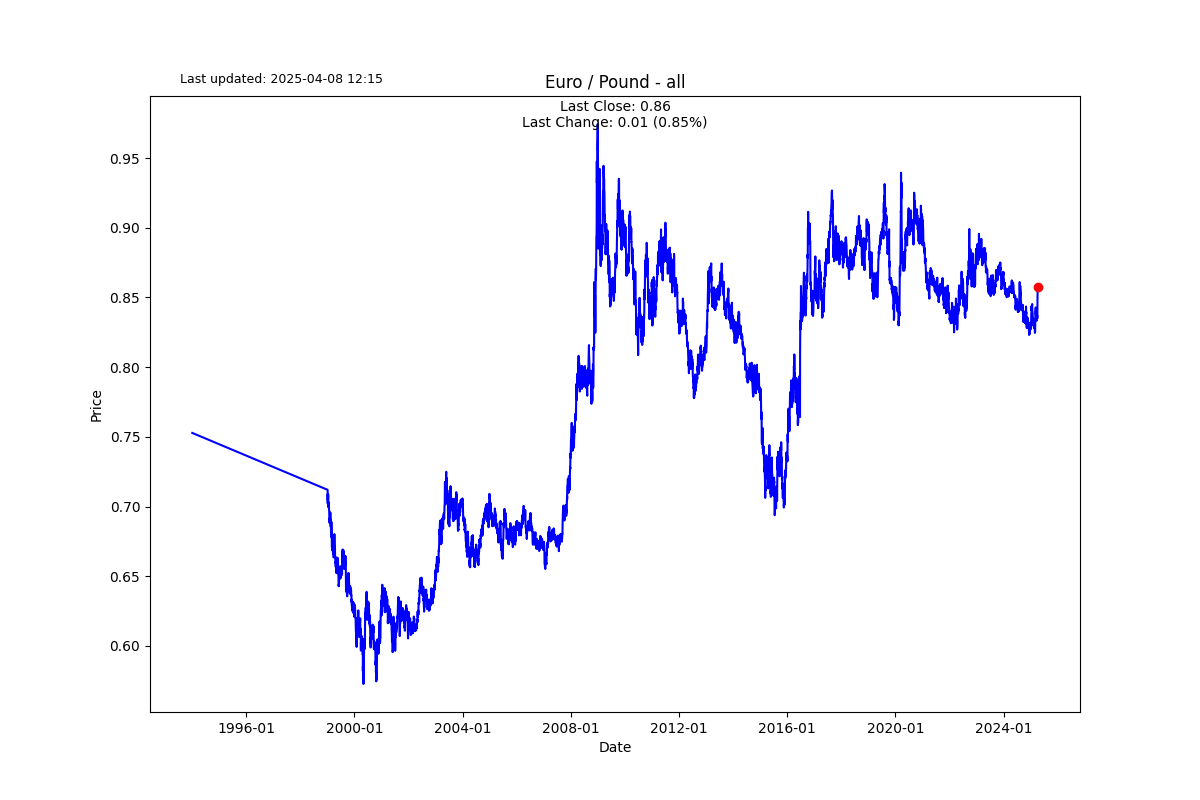 Last updated: 2025-04-08 12:15
Euro / Pound - all
Last Close: 0.86
Last Change: 0.01 (0.85%)
0.95
0.90
0.85
0.80
0.75
0.70
0.65
0.60
Price
1996-01 2000-01 2004-01 2008-01 2012-01 2016-01 2020-01 2024-01
Date